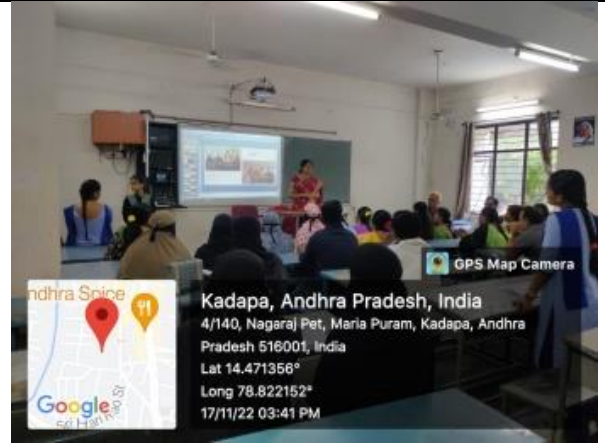 GPS Map Camera
ndhra Spice
Google
Kadapa, Andhra Pradesh, India
4/140, Nagaraj Pet, Maria Puram, Kadapa, Andhra
Pradesh 516001, India
Lat 14.471356°
Long 78.822152°
17/11/22 03:41 PM